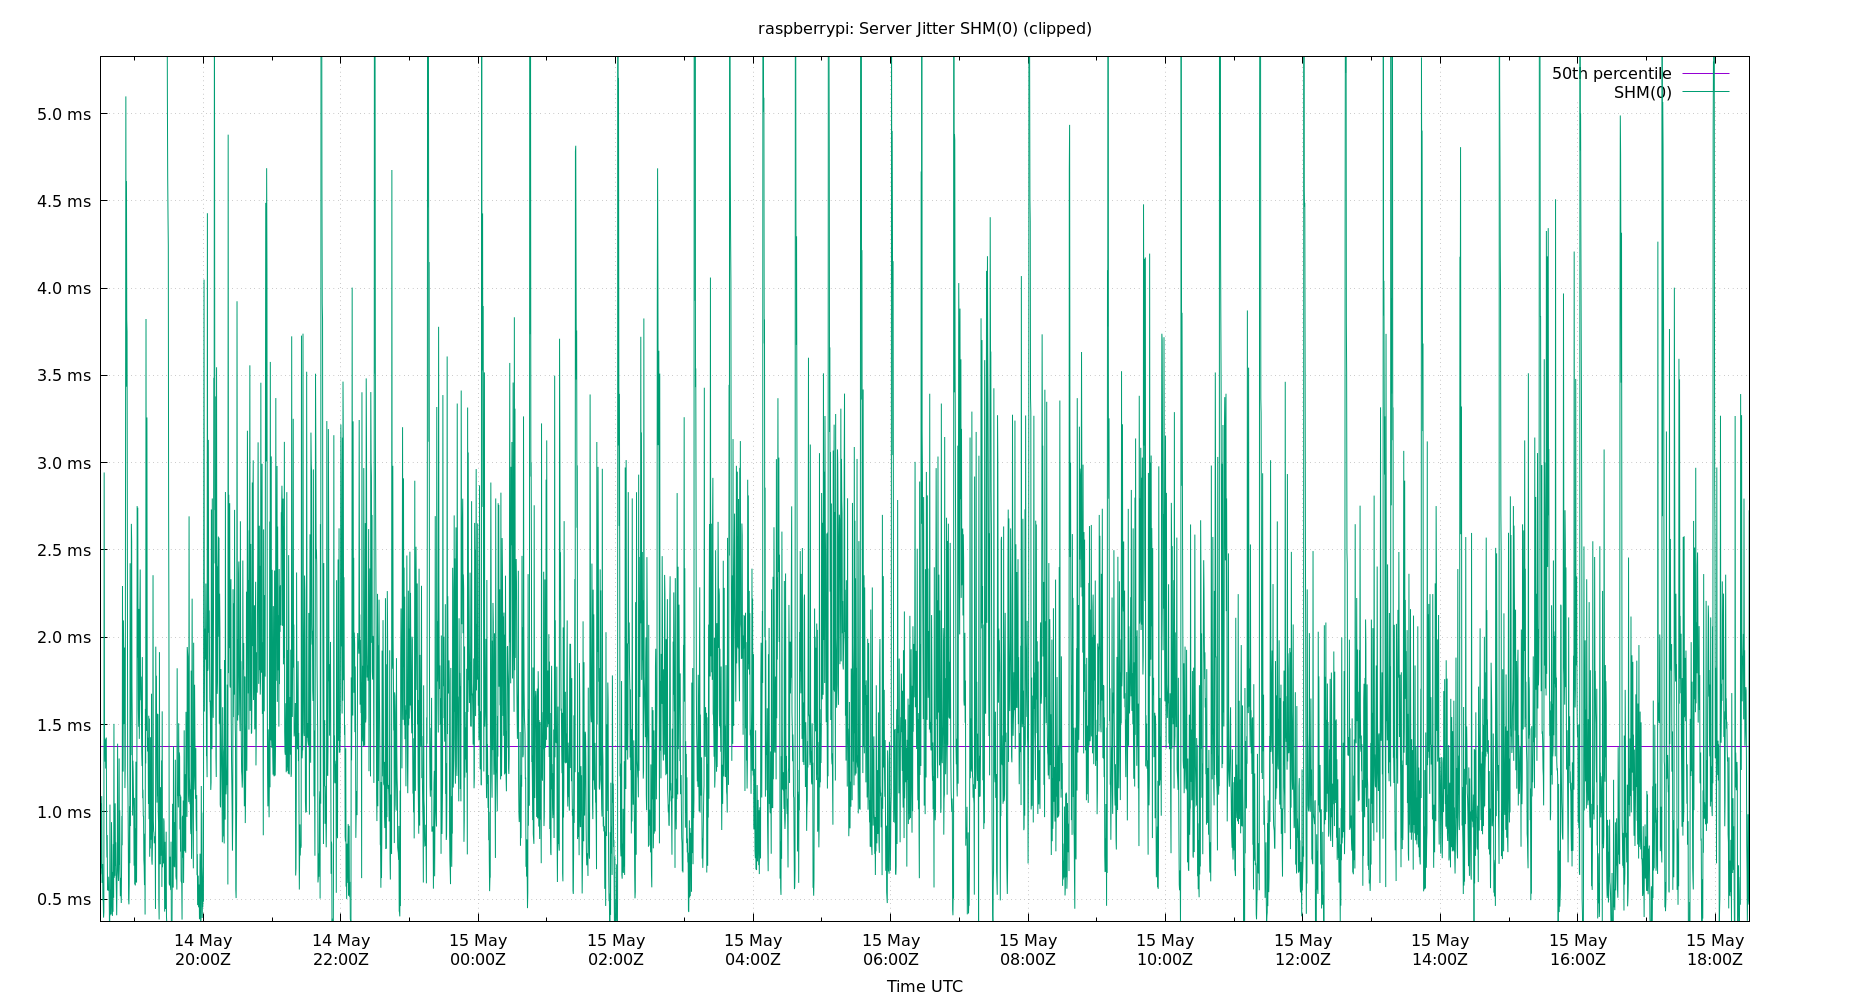 raspberrypi: Server Jitter SHM(0) (clipped)
50th percentile
SHM(0)
5.0 ms
4.5 ms
4.0 ms
3.5 ms
3.0 ms
2.5 ms
2.0 ms
1.5 ms
1.0 ms
0.5 ms
14 May 14 May 15 May 15 May 15 May 15 May 15 May 15 May 15 May 15 May 15 May 15 May
20:00Z 22:00Z 00:00Z 02:00Z 04:00Z 06:00Z 08:00Z 10:00Z 12:00Z 14:00Z 16:00Z 18:00Z
Time UTC